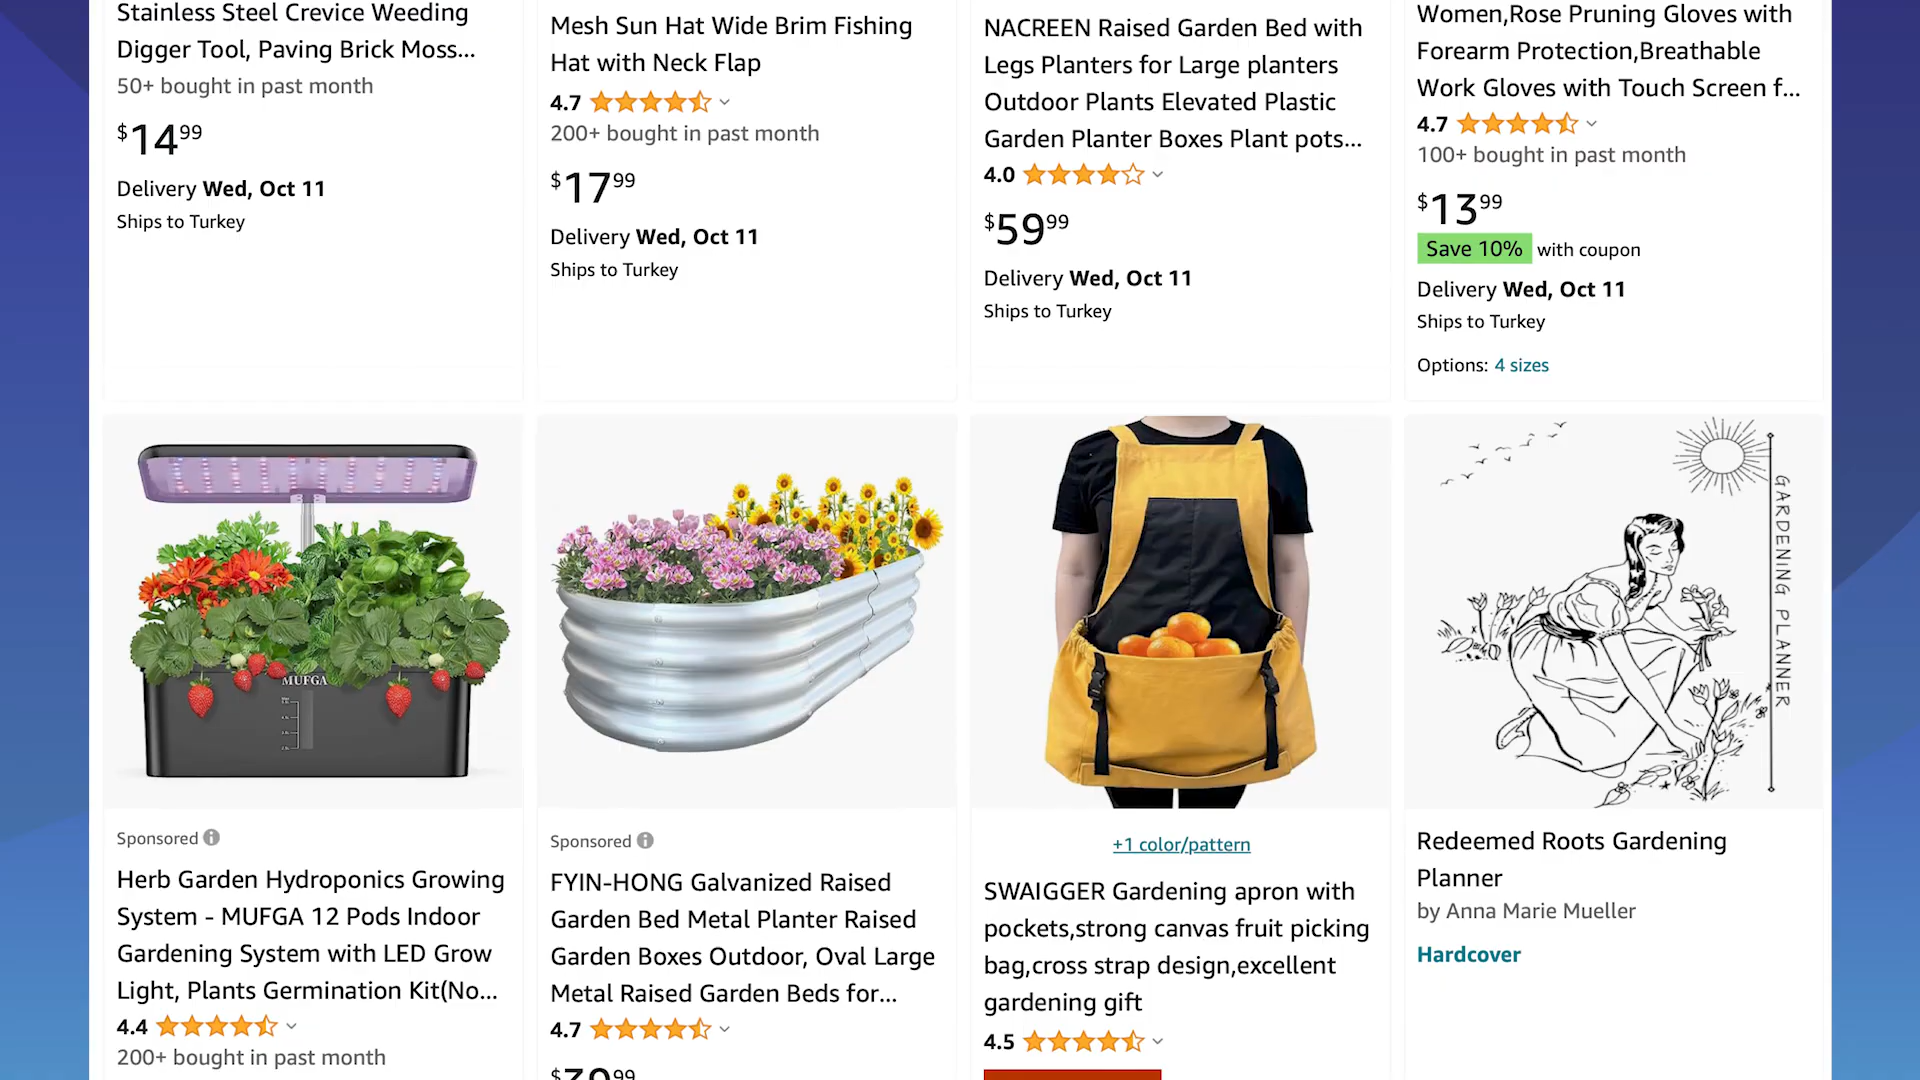 Stainless Steel Crevice Weeding
Digger Tool, Paving Brick Moss...
50+ bought in past month
$14 99
Delivery Wed, Oct 11
Ships to Turkey
Mesh Sun Hat Wide Brim Fishing
Hat with Neck Flap
4.7
200+ bought in past month
$17 99
Delivery Wed, Oct 11
Ships to Turkey
NACREEN Raised Garden Bed with
Legs Planters for Large planters
Outdoor Plants Elevated Plastic
Garden Planter Boxes Plant pots...
4.0
$59 99
Delivery Wed, Oct 11
Ships to Turkey
Women,Rose Pruning Gloves with
Forearm Protection,Breathable
Work Gloves with Touch Screen f...
4.7
100+ bought in past month
$13 99
Save 10% with coupon
Delivery Wed, Oct 11
Ships to Turkey
Options: 4 sizes
MUFGA
Sponsored
Herb Garden Hydroponics Growing
System - MUFGA 12 Pods Indoor
Gardening System with LED Grow
Light, Plants Germination Kit(No...
4.4
200+ bought in past month
Sponsored
FYIN-HONG Galvanized Raised
Garden Bed Metal Planter Raised
Garden Boxes Outdoor, Oval Large
Metal Raised Garden Beds for...
4.7
$39 99
+1 color/pattern
SWAIGGER Gardening apron with
pockets,strong canvas fruit picking
bag,cross strap design,excellent
gardening gift
4.5
GARDENING PLANNER
Redeemed Roots Gardening
Planner
by Anna Marie Mueller
Hardcover